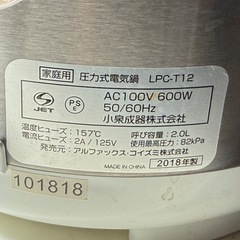 家庭用 圧力式電気鍋 LPC-T12
JET
PS
E
AC100V 600W
50/60Hz
小泉成器株式会社
温度ヒューズ:157℃ 呼び容量:2.0L
電流ヒューズ:2A/125V 使用最高圧力:82kPa
発売元:アルファックス・コイズミ株式会社
MADE IN CHINA 2018年製
101818